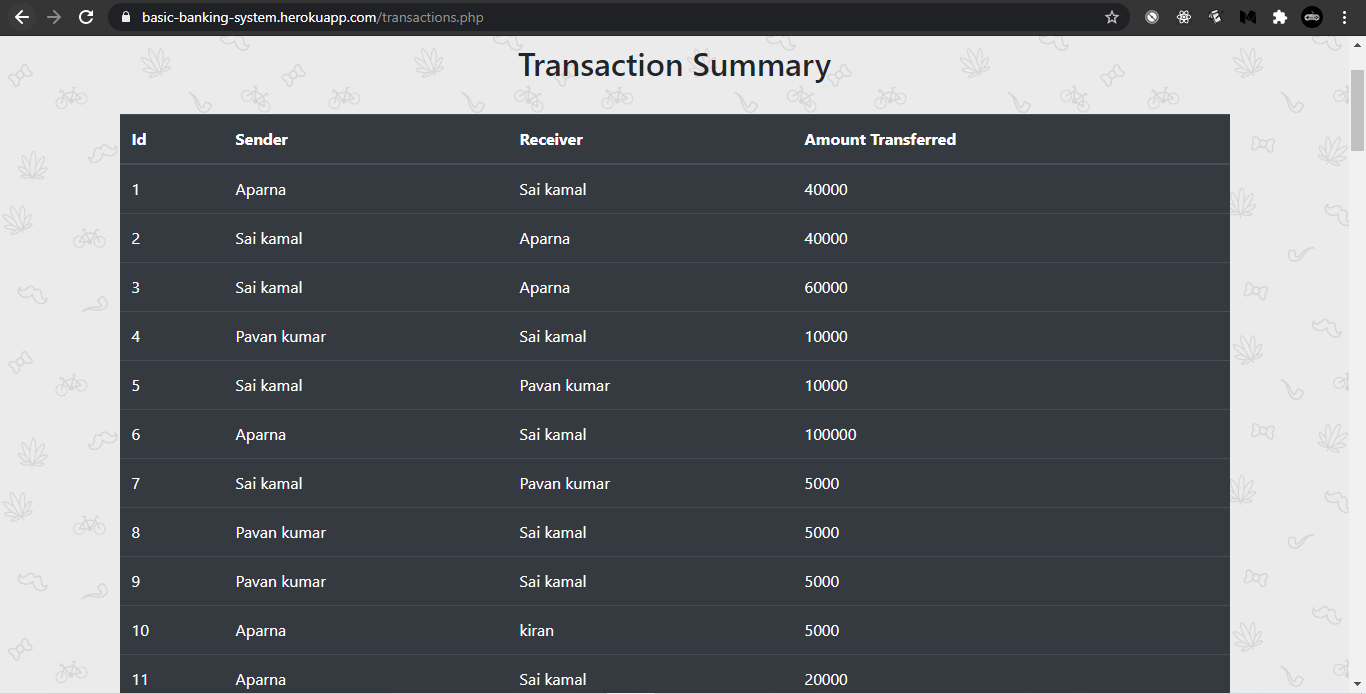 basic-banking-system.herokuapp.com/transactions.php
Transaction Summary
Id Sender Receiver Amount Transferred
1 Aparna Sai kamal 40000
2 Sai kamal Aparna 40000
3 Sai kamal Aparna 60000
4 Pavan kumar Sai kamal 10000
5 Sai kamal Pavan kumar 10000
6 Aparna Sai kamal 100000
7 Sai kamal Pavan kumar 5000
8 Pavan kumar Sai kamal 5000
9 Pavan kumar Sai kamal 5000
10 Aparna kiran 5000
11 Aparna Sai kamal 20000